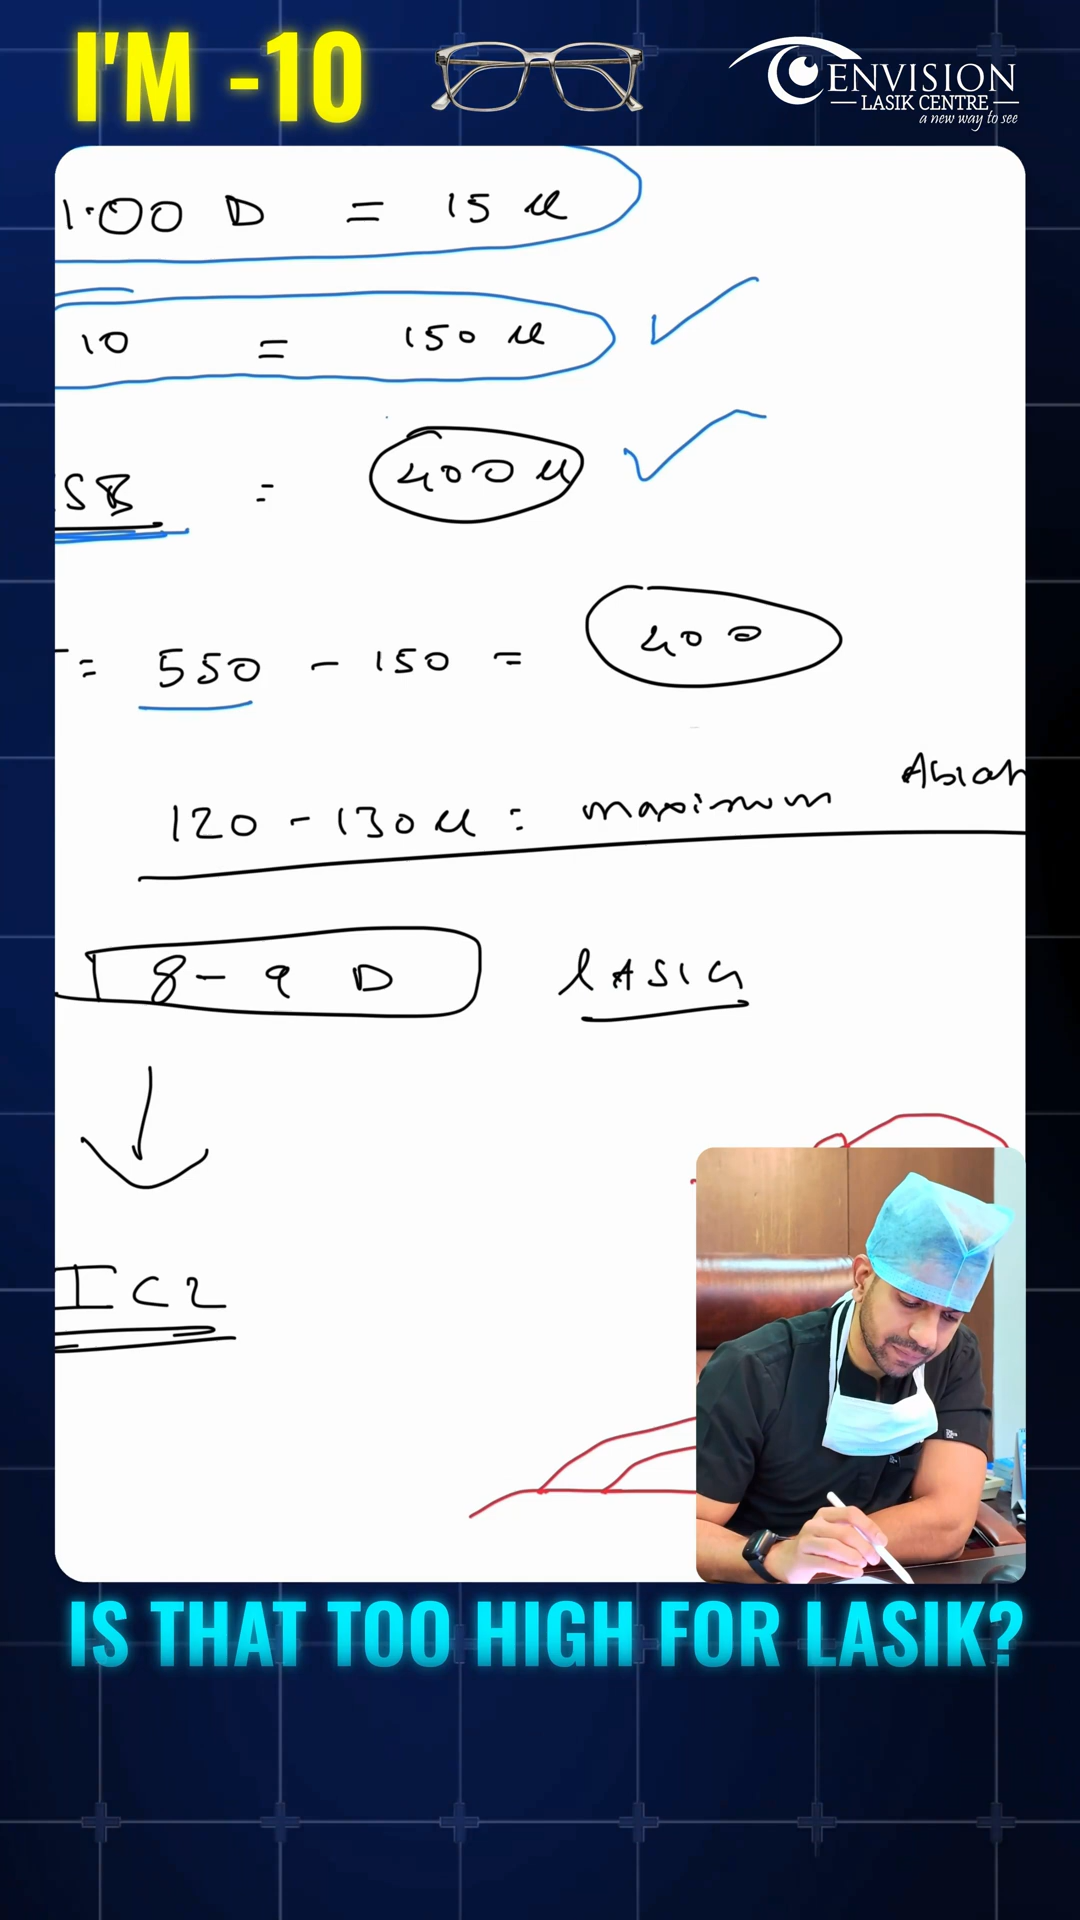 I'M -10
ENVISION
LASIK CENTRE
a new way to see
1.00 D = 15 µ
10 = 150 µ
SB = 400 µ
= 550 - 150 = 400
120 - 130 µ = maximum
8 - 9 D LASIK
ICL
IS THAT TOO HIGH FOR LASIK?